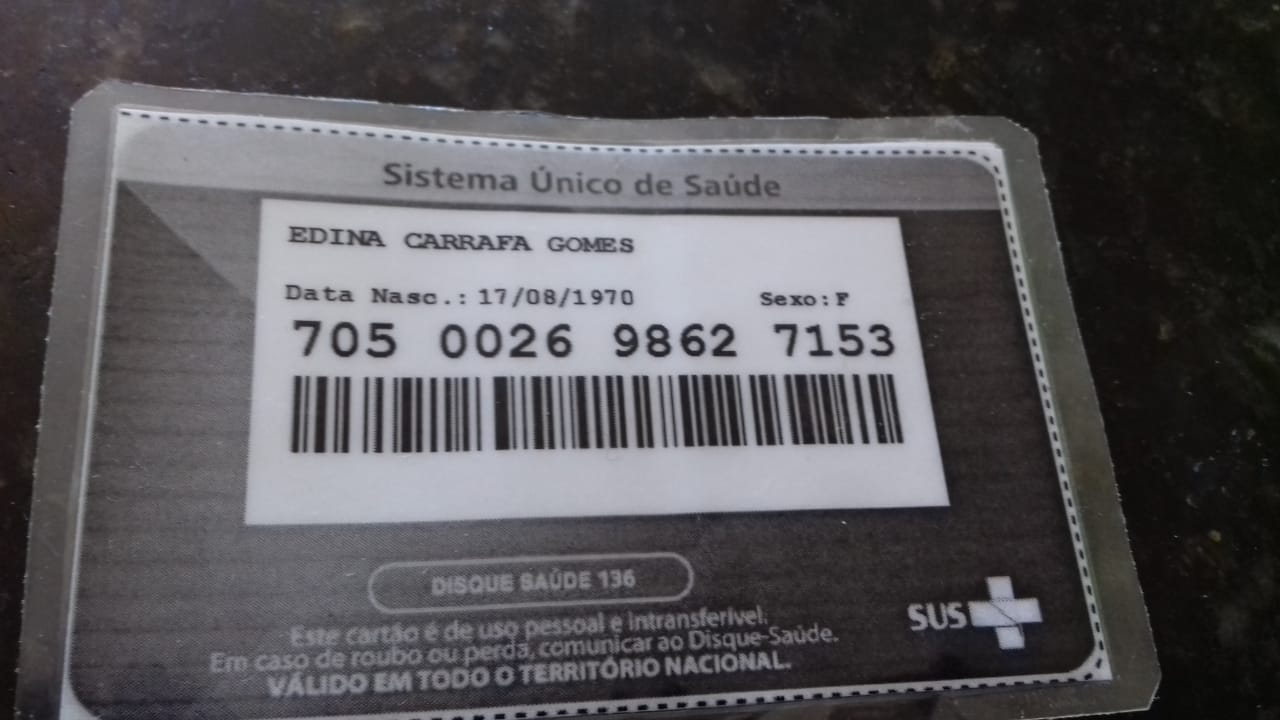 Sistema Único de Saúde
EDINA CARRAFA GOMES
Data Nasc.: 17/08/1970 Sexo: F
705 0026 9862 7153
DISQUE SAÚDE 136
Este cartão é de uso pessoal e intransferível.
Em caso de roubo ou perda, comunicar ao Disque-Saúde.
VÁLIDO EM TODO O TERRITÓRIO NACIONAL.
SUS